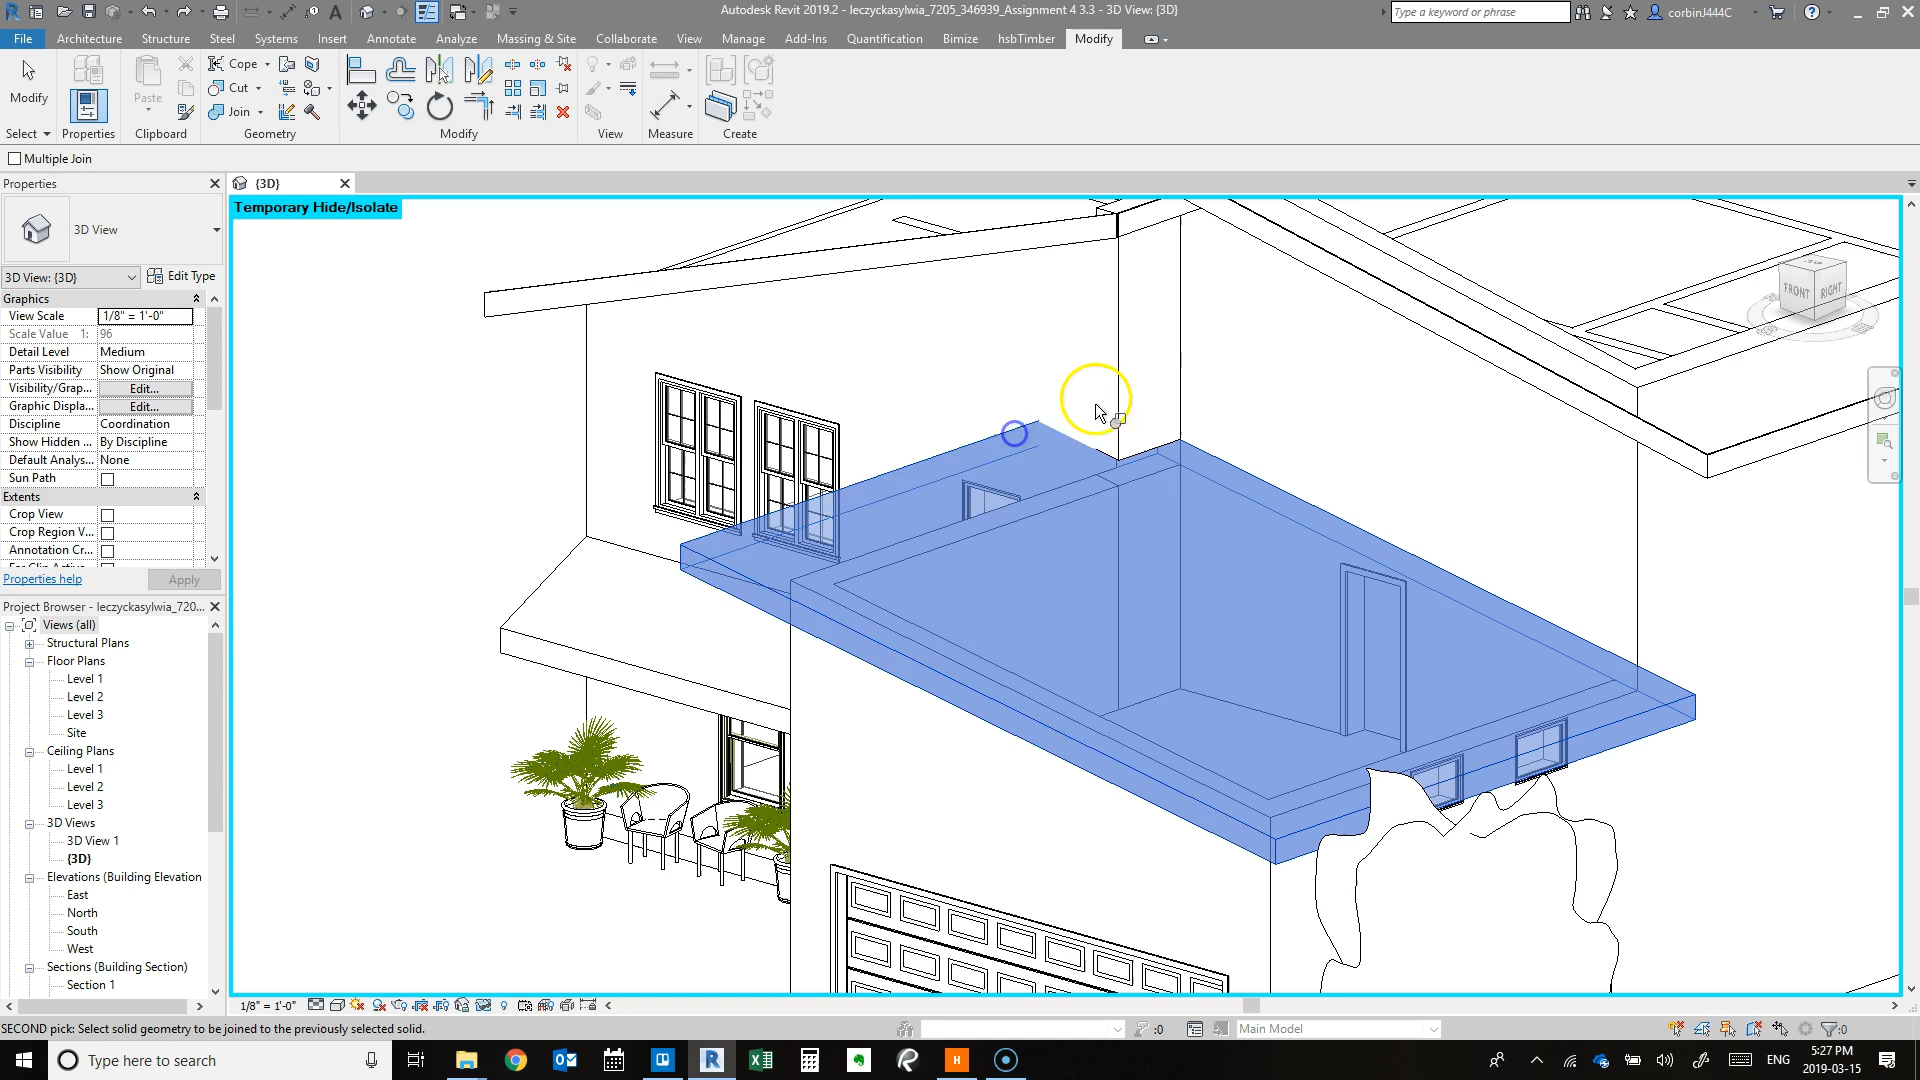 Autodesk Revit 2019.2 - leczyckasylwia_7205_346939_Assignment 4 3.3 - 3D View: {3D}
Type a keyword or phrase
corbinJ444C
File Architecture Structure Steel Systems Insert Annotate Analyze Massing & Site Collaborate View Manage Add-Ins Quantification Bimize hsbTimber Modify
Cope
Cut
Join
Modify
Paste
Select Properties Clipboard Geometry Modify View Measure Create
Multiple Join
Properties
{3D}
Temporary Hide/Isolate
3D View
3D View: {3D}
Edit Type
Graphics
View Scale 1/8" = 1'-0"
Scale Value 1: 96
Detail Level Medium
Parts Visibility Show Original
Visibility/Grap... Edit...
Graphic Displa... Edit...
Discipline Coordination
Show Hidden ... By Discipline
Default Analys... None
Sun Path
Extents
Crop View
Crop Region V...
Annotation Cr...
Properties help
Apply
FRONT RIGHT
Project Browser - leczyckasylwia_720...
Views (all)
Structural Plans
Floor Plans
Level 1
Level 2
Level 3
Site
Ceiling Plans
Level 1
Level 2
Level 3
3D Views
3D View 1
{3D}
Elevations (Building Elevation
East
North
South
West
Sections (Building Section)
Section 1
1/8" = 1'-0"
SECOND pick: Select solid geometry to be joined to the previously selected solid.
:0
Main Model
:0
Type here to search
ENG
5:27 PM
2019-03-15